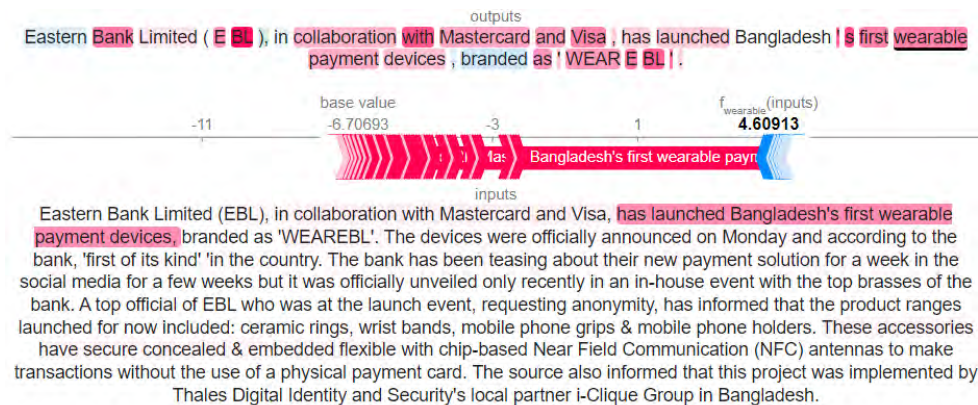 outputs
Eastern Bank Limited ( E BL ), in collaboration with Mastercard and Visa , has launched Bangladesh ' s first wearable
payment devices , branded as ' WEAR E BL ' .
base value
f wearable (inputs)
-11
-6.70693
-3
1
4.60913
Bangladesh's first wearable payn
inputs
Eastern Bank Limited (EBL), in collaboration with Mastercard and Visa, has launched Bangladesh's first wearable
payment devices, branded as 'WEAREBL'. The devices were officially announced on Monday and according to the
bank, 'first of its kind' 'in the country. The bank has been teasing about their new payment solution for a week in the
social media for a few weeks but it was officially unveiled only recently in an in-house event with the top brasses of the
bank. A top official of EBL who was at the launch event, requesting anonymity, has informed that the product ranges
launched for now included: ceramic rings, wrist bands, mobile phone grips & mobile phone holders. These accessories
have secure concealed & embedded flexible with chip-based Near Field Communication (NFC) antennas to make
transactions without the use of a physical payment card. The source also informed that this project was implemented by
Thales Digital Identity and Security's local partner i-Clique Group in Bangladesh.